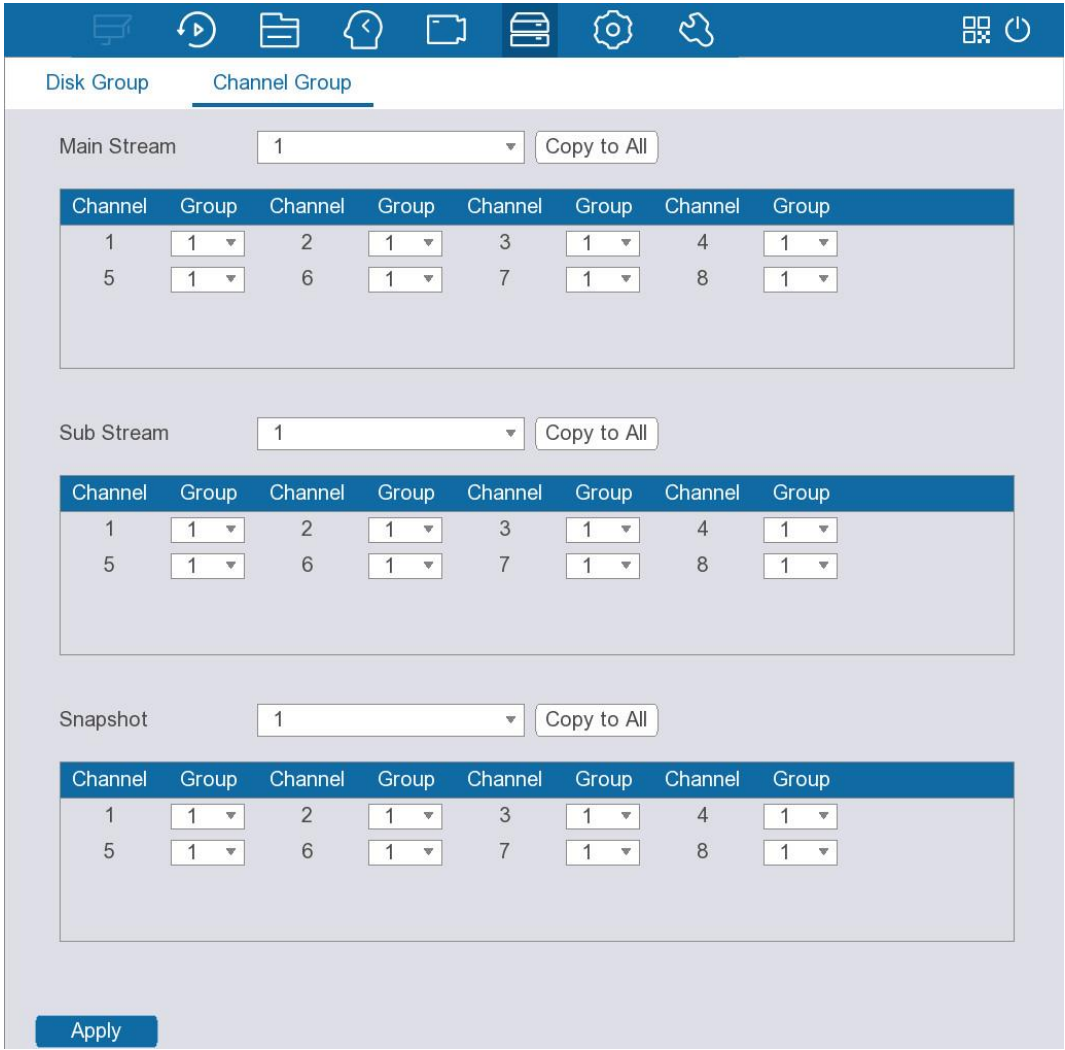 Disk Group Channel Group
Main Stream 1 Copy to All
Channel Group Channel Group Channel Group Channel Group
1 1 2 1 3 1 4 1
5 1 6 1 7 1 8 1
Sub Stream 1 Copy to All
Channel Group Channel Group Channel Group Channel Group
1 1 2 1 3 1 4 1
5 1 6 1 7 1 8 1
Snapshot 1 Copy to All
Channel Group Channel Group Channel Group Channel Group
1 1 2 1 3 1 4 1
5 1 6 1 7 1 8 1
Apply